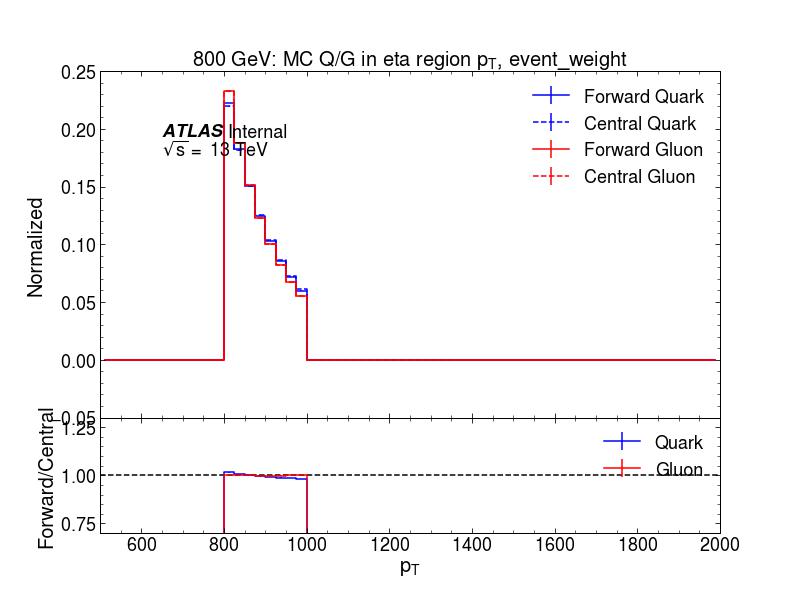 800 GeV: MC Q/G in eta region pT, event_weight
0.25
Forward Quark
Central Quark
Forward Gluon
Central Gluon
ATLAS Internal
√s = 13 TeV
0.20
0.15
0.10
0.05
0.00
0.05
Normalized
1.25
1.00
0.75
Forward/Central
Quark
Gluon
600 800 1000 1200 1400 1600 1800 2000
pT